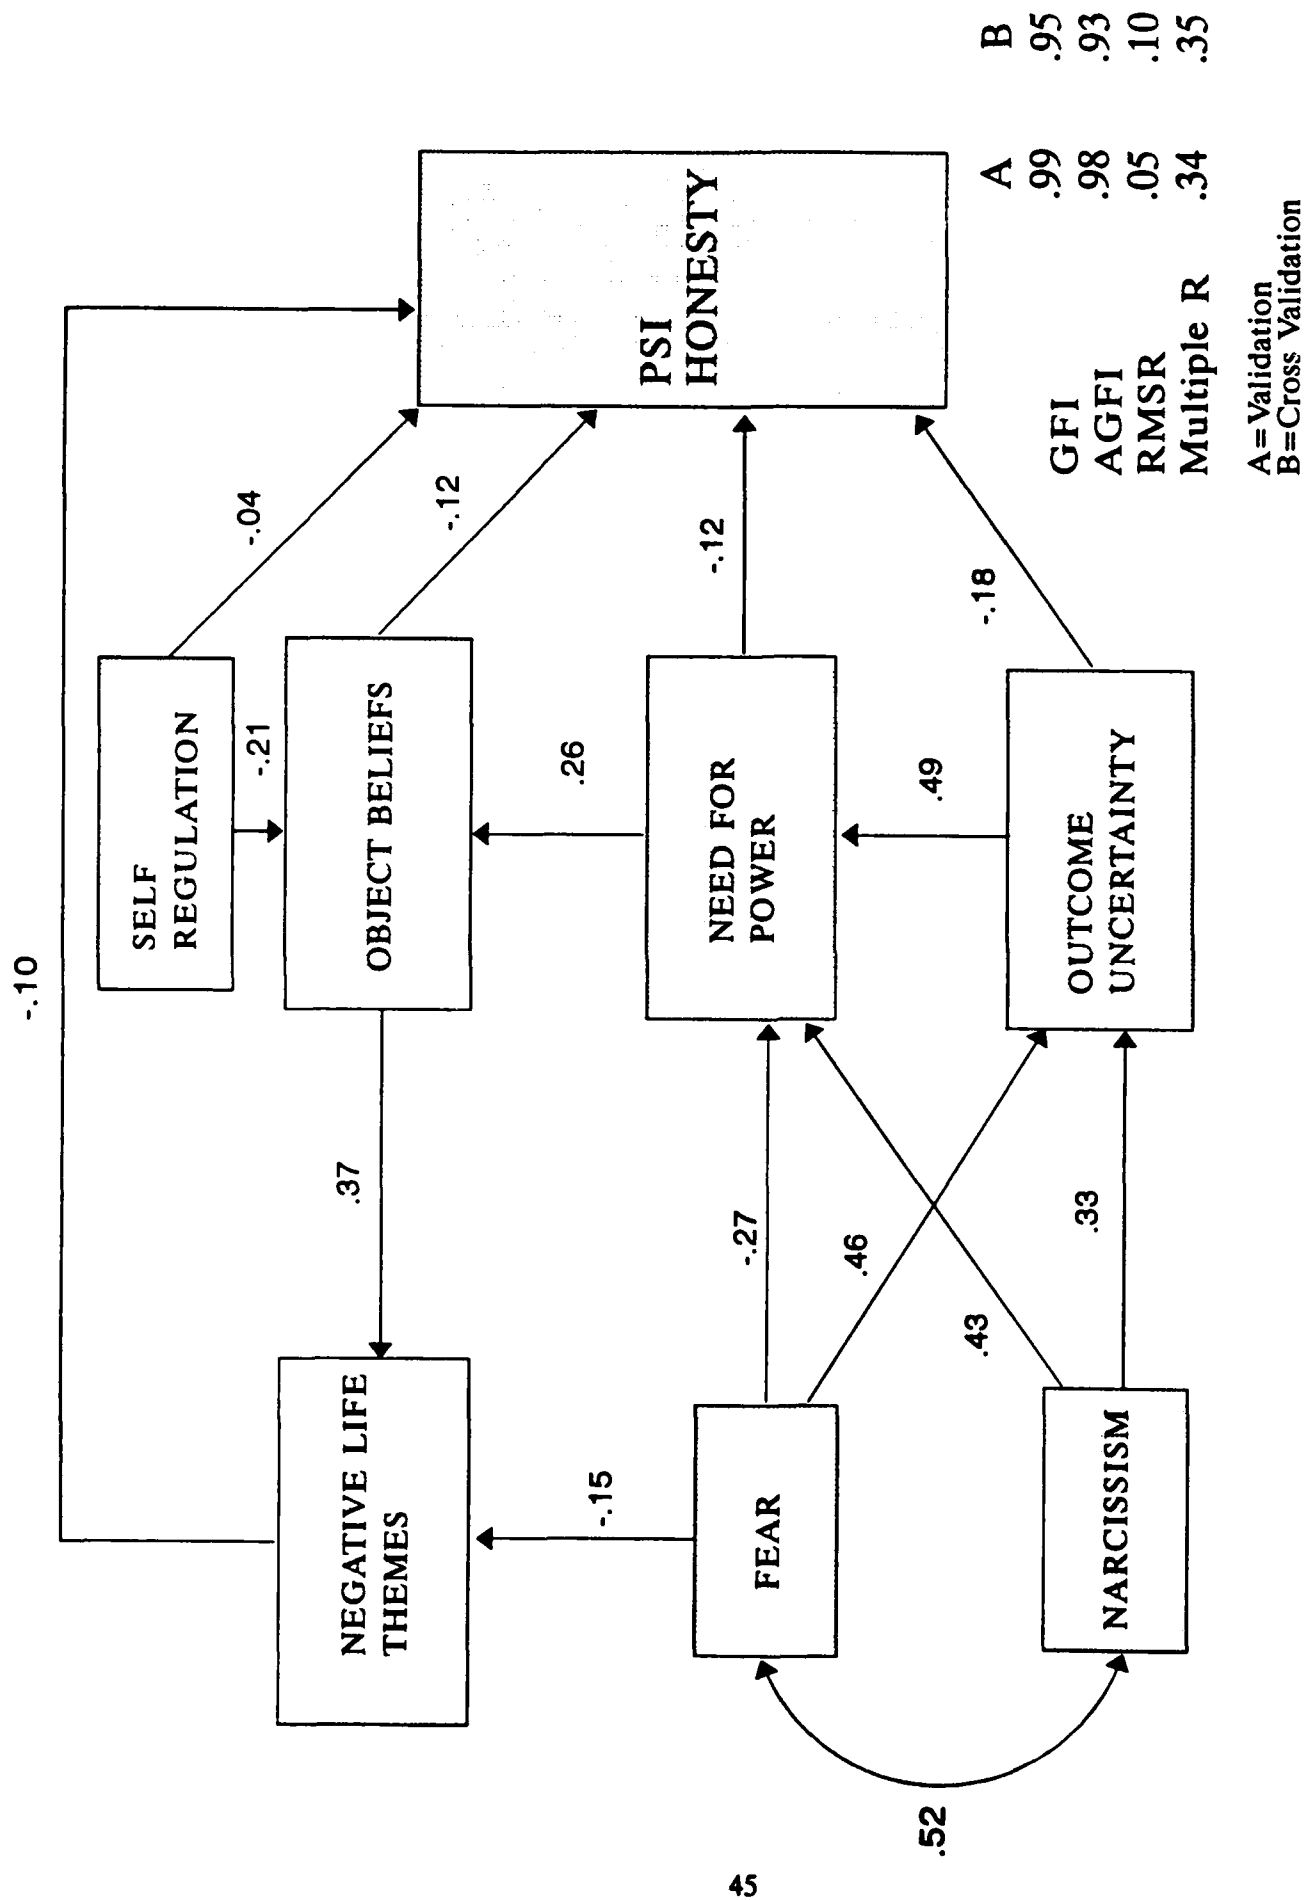 -.10
SELF
REGULATION
-.04
-.21
NEGATIVE LIFE
THEMES
.37
OBJECT BELIEFS
-.12
-.15
.26
PSI
HONESTY
FEAR
-.27
NEED FOR
POWER
-.12
.46
.49
.43
-.18
.52
NARCISSISM
.33
OUTCOME
UNCERTAINTY
A B
GFI .99 .95
AGFI .98 .93
RMSR .05 .10
Multiple R .34 .35
A=Validation
B=Cross Validation
45